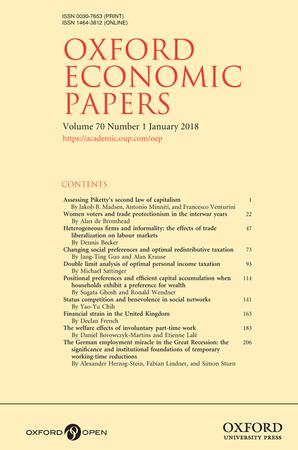 ISSN 0030-7653 (PRINT)
ISSN 1464-3812 (ONLINE)
OXFORD
ECONOMIC
PAPERS
Volume 70 Number 1 January 2018
https://academic.oup.com/oep
CONTENTS
Assessing Piketty's second law of capitalism 1
By Jakob B. Madsen, Antonio Minniti, and Francesco Venturini
Women voters and trade protectionism in the interwar years 22
By Alan de Bromhead
Heterogeneous firms and informality: the effects of trade 47
liberalization on labour markets
By Dennis Becker
Changing social preferences and optimal redistributive taxation 73
By Jang-Ting Guo and Alan Krause
Double limit analysis of optimal personal income taxation 93
By Michael Sattinger
Positional preferences and efficient capital accumulation when 114
households exhibit a preference for wealth
By Sugata Ghosh and Ronald Wendner
Status competition and benevolence in social networks 141
By Yao-Yu Chih
Financial strain in the United Kingdom 163
By Declan French
The welfare effects of involuntary part-time work 183
By Daniel Borowczyk-Martins and Etienne Lalé
The German employment miracle in the Great Recession: the 206
significance and institutional foundations of temporary
working-time reductions
By Alexander Herzog-Stein, Fabian Lindner, and Simon Sturn
OXFORD OPEN
OXFORD
UNIVERSITY PRESS